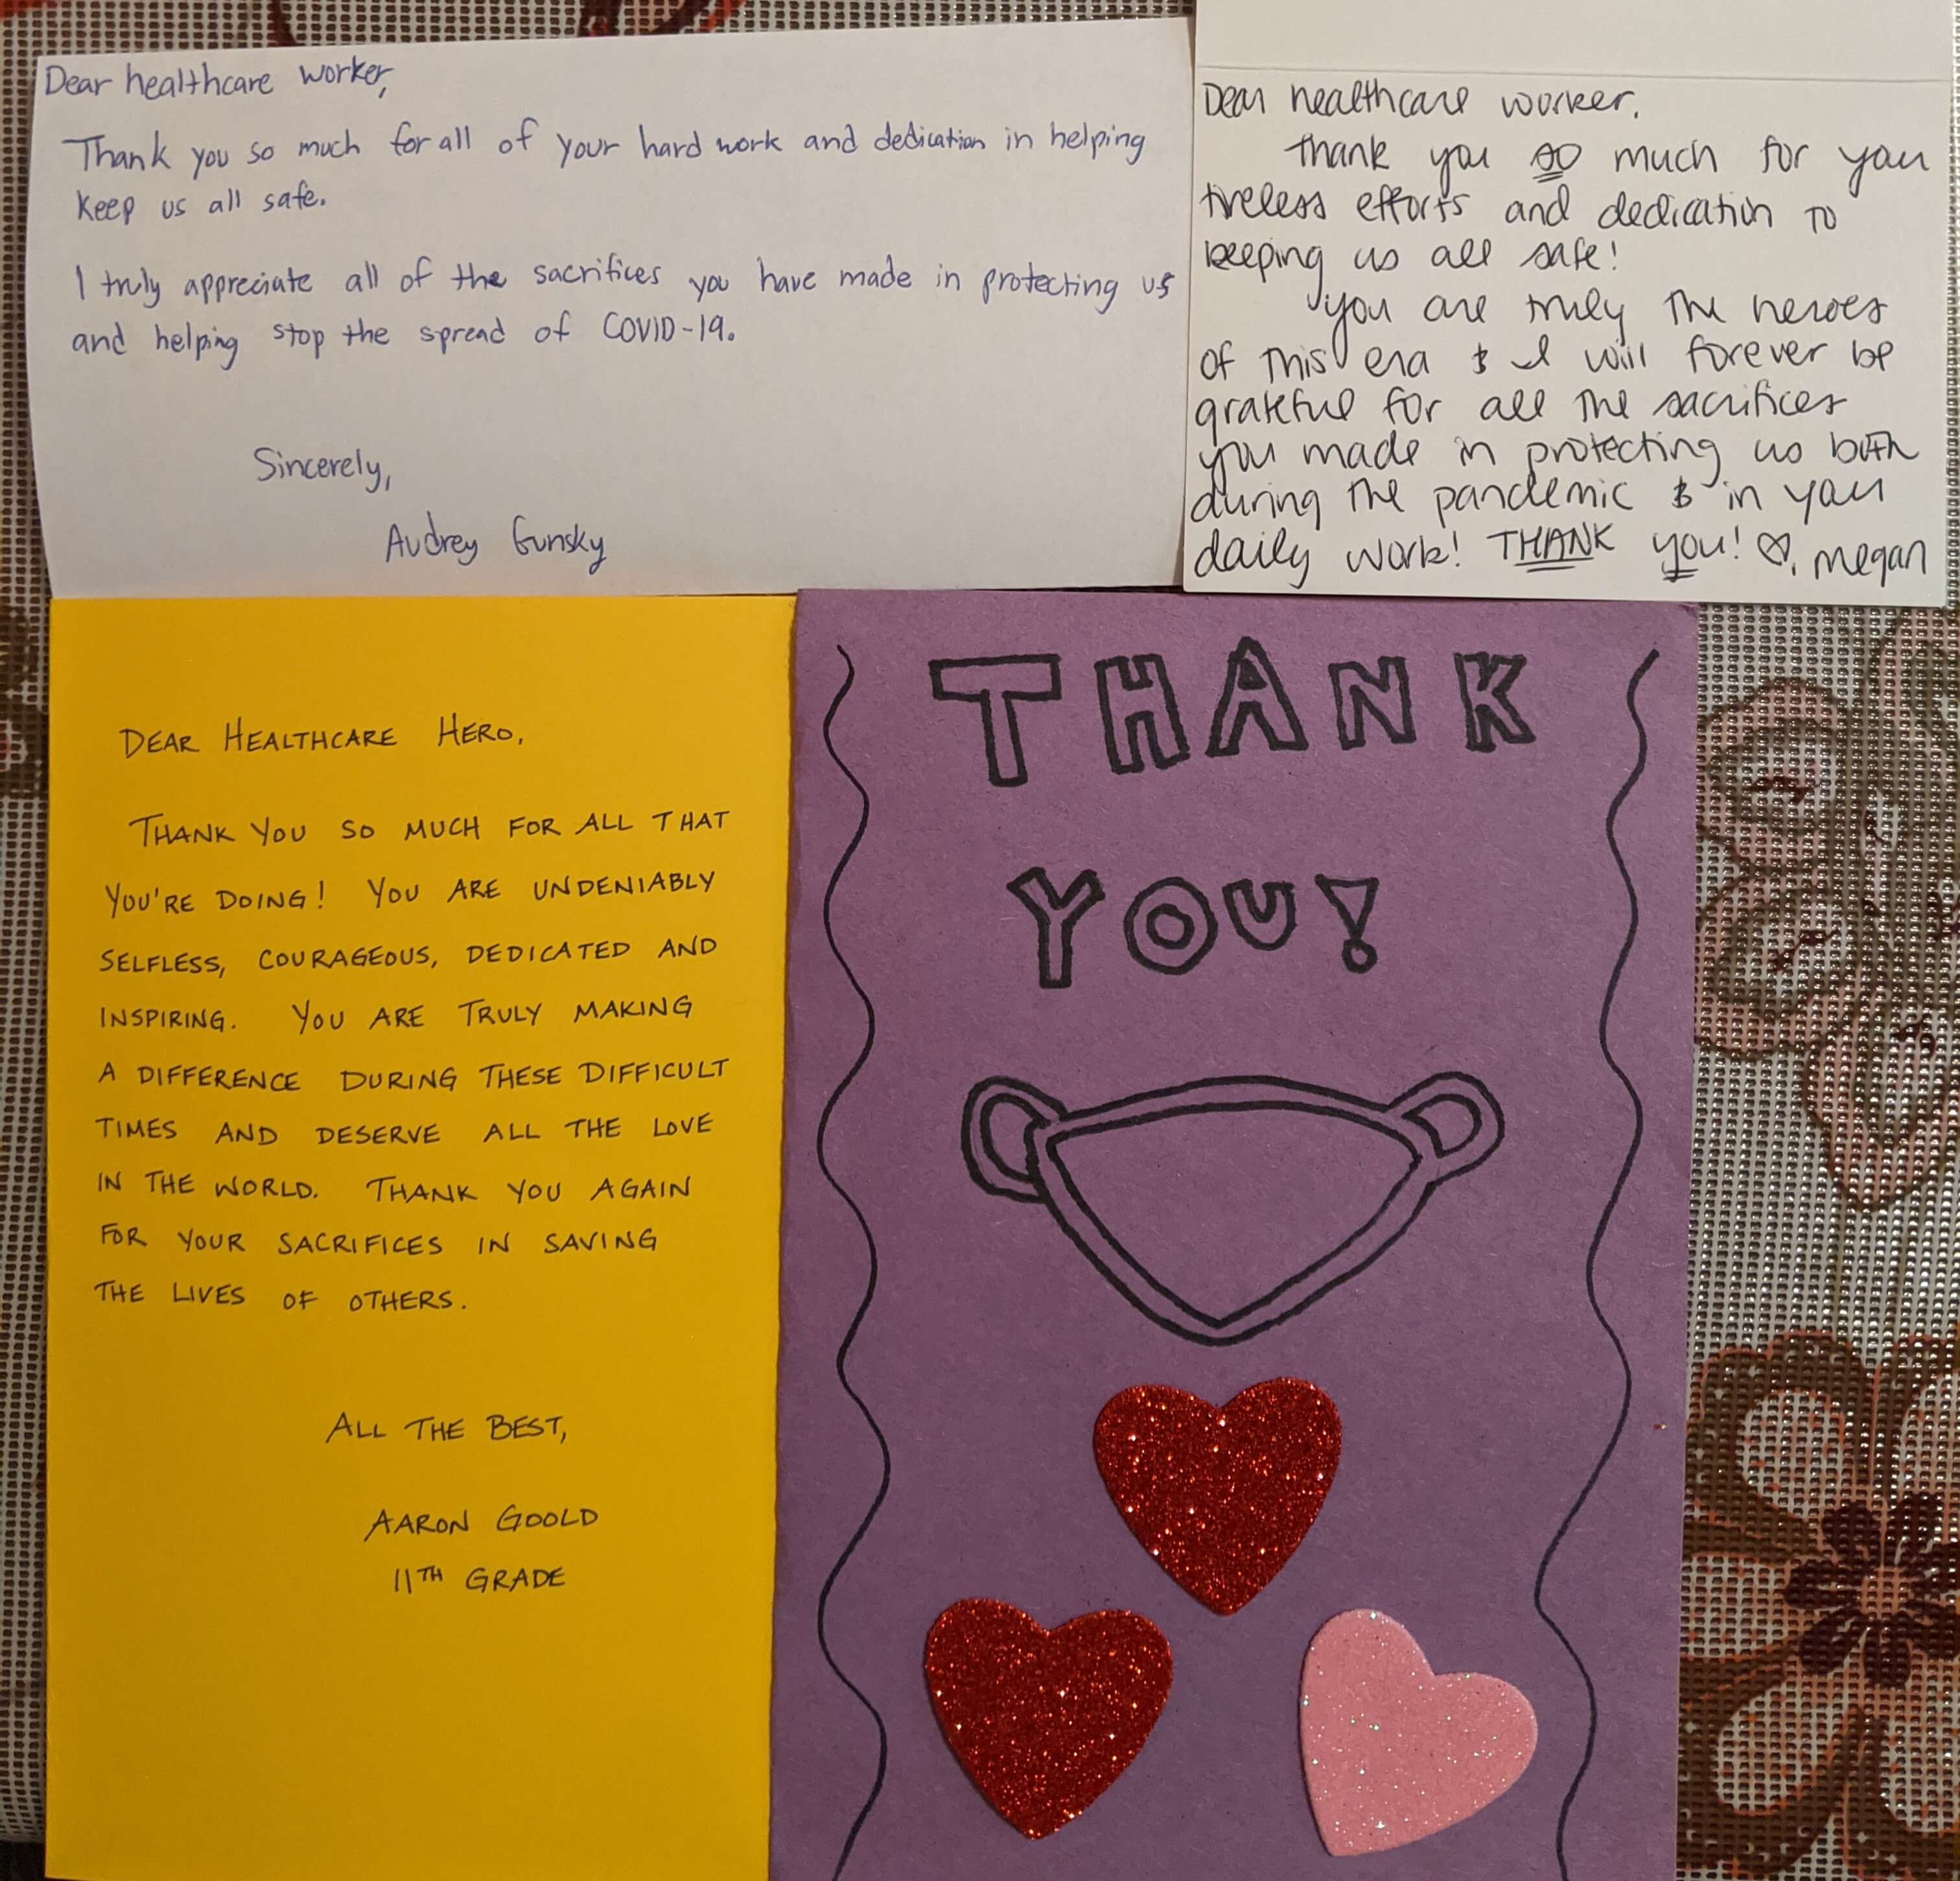 Dear healthcare worker,
Thank you so much for all of your hard work and dedication in helping
keep us all safe.
I truly appreciate all of the sacrifices you have made in protecting us
and helping stop the spread of COVID-19.
Sincerely,
Audrey Gunsky
Dear healthcare worker,
Thank you so much for your
tireless efforts and dedication to
keeping us all safe!
You are truly the heroes
of this era & I will forever be
grateful for all the sacrifices
you made in protecting us both
during the pandemic & in your
daily work! THANK you! ♡, Megan
DEAR HEALTHCARE HERO,
THANK YOU SO MUCH FOR ALL THAT
YOU'RE DOING! YOU ARE UNDENIABLY
SELFLESS, COURAGEOUS, DEDICATED AND
INSPIRING. YOU ARE TRULY MAKING
A DIFFERENCE DURING THESE DIFFICULT
TIMES AND DESERVE ALL THE LOVE
IN THE WORLD. THANK YOU AGAIN
FOR YOUR SACRIFICES IN SAVING
THE LIVES OF OTHERS.
ALL THE BEST,
AARON GOOLD
11TH GRADE
THANK
YOU!